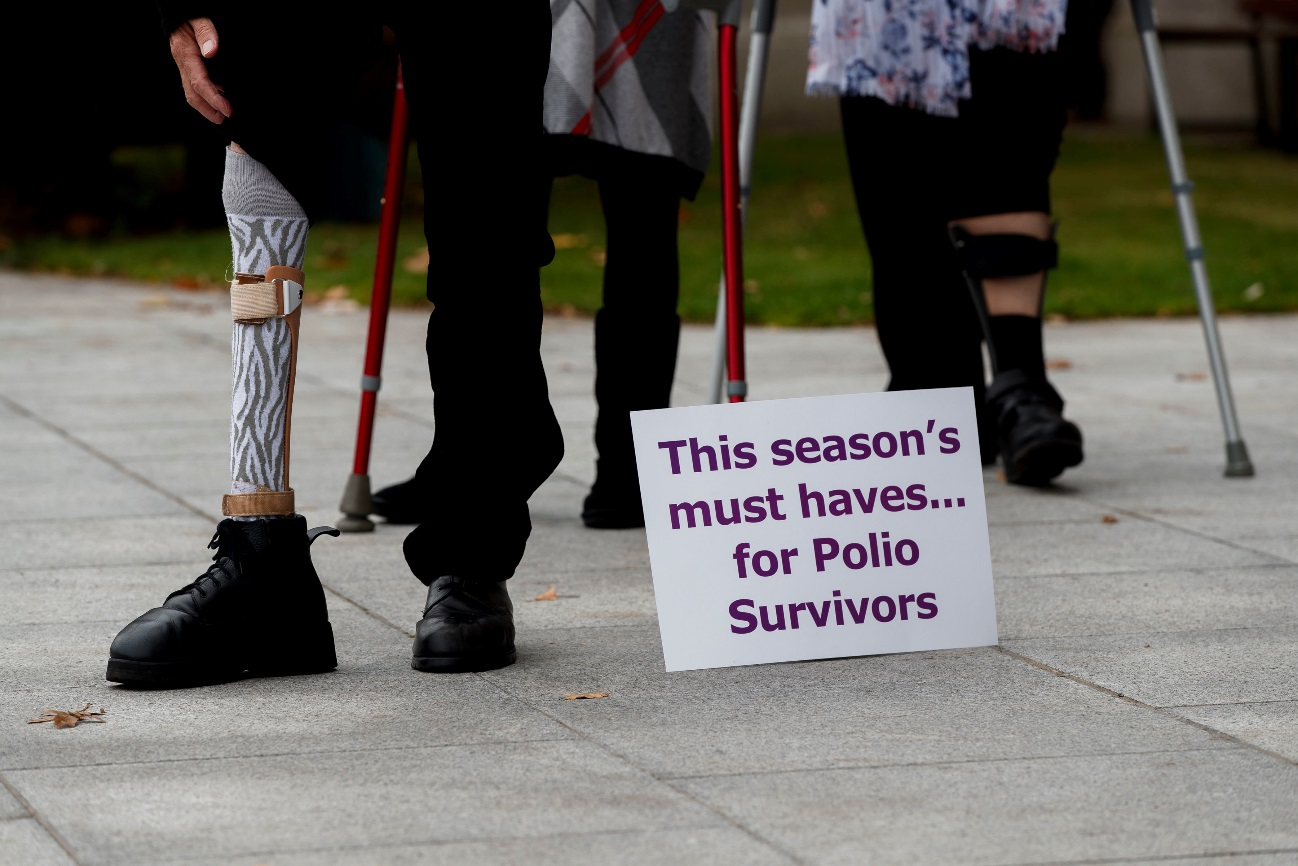 This season’s
must haves...
for Polio
Survivors